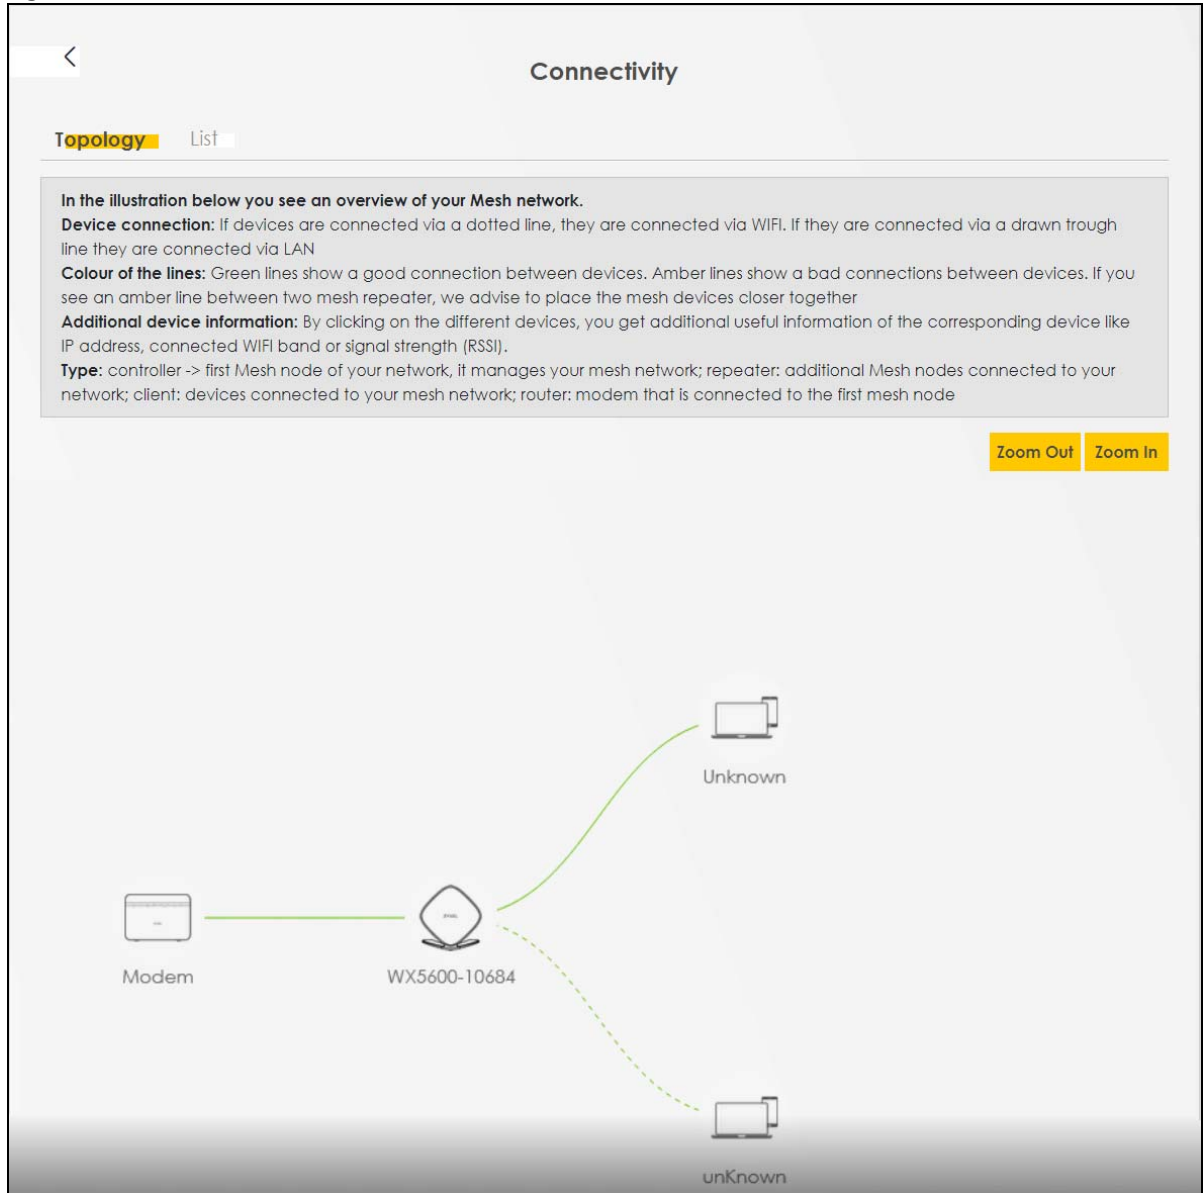 Connectivity
Topology List
In the illustration below you see an overview of your Mesh network.
Device connection: If devices are connected via a dotted line, they are connected via WIFI. If they are connected via a drawn trough
line they are connected via LAN
Colour of the lines: Green lines show a good connection between devices. Amber lines show a bad connections between devices. If you
see an amber line between two mesh repeater, we advise to place the mesh devices closer together
Additional device information: By clicking on the different devices, you get additional useful information of the corresponding device like
IP address, connected WIFI band or signal strength (RSSI).
Type: controller -> first Mesh node of your network, it manages your mesh network; repeater: additional Mesh nodes connected to your
network; client: devices connected to your mesh network; router: modem that is connected to the first mesh node
Zoom Out Zoom In
Unknown
Modem
WX5600-10684
unKnown